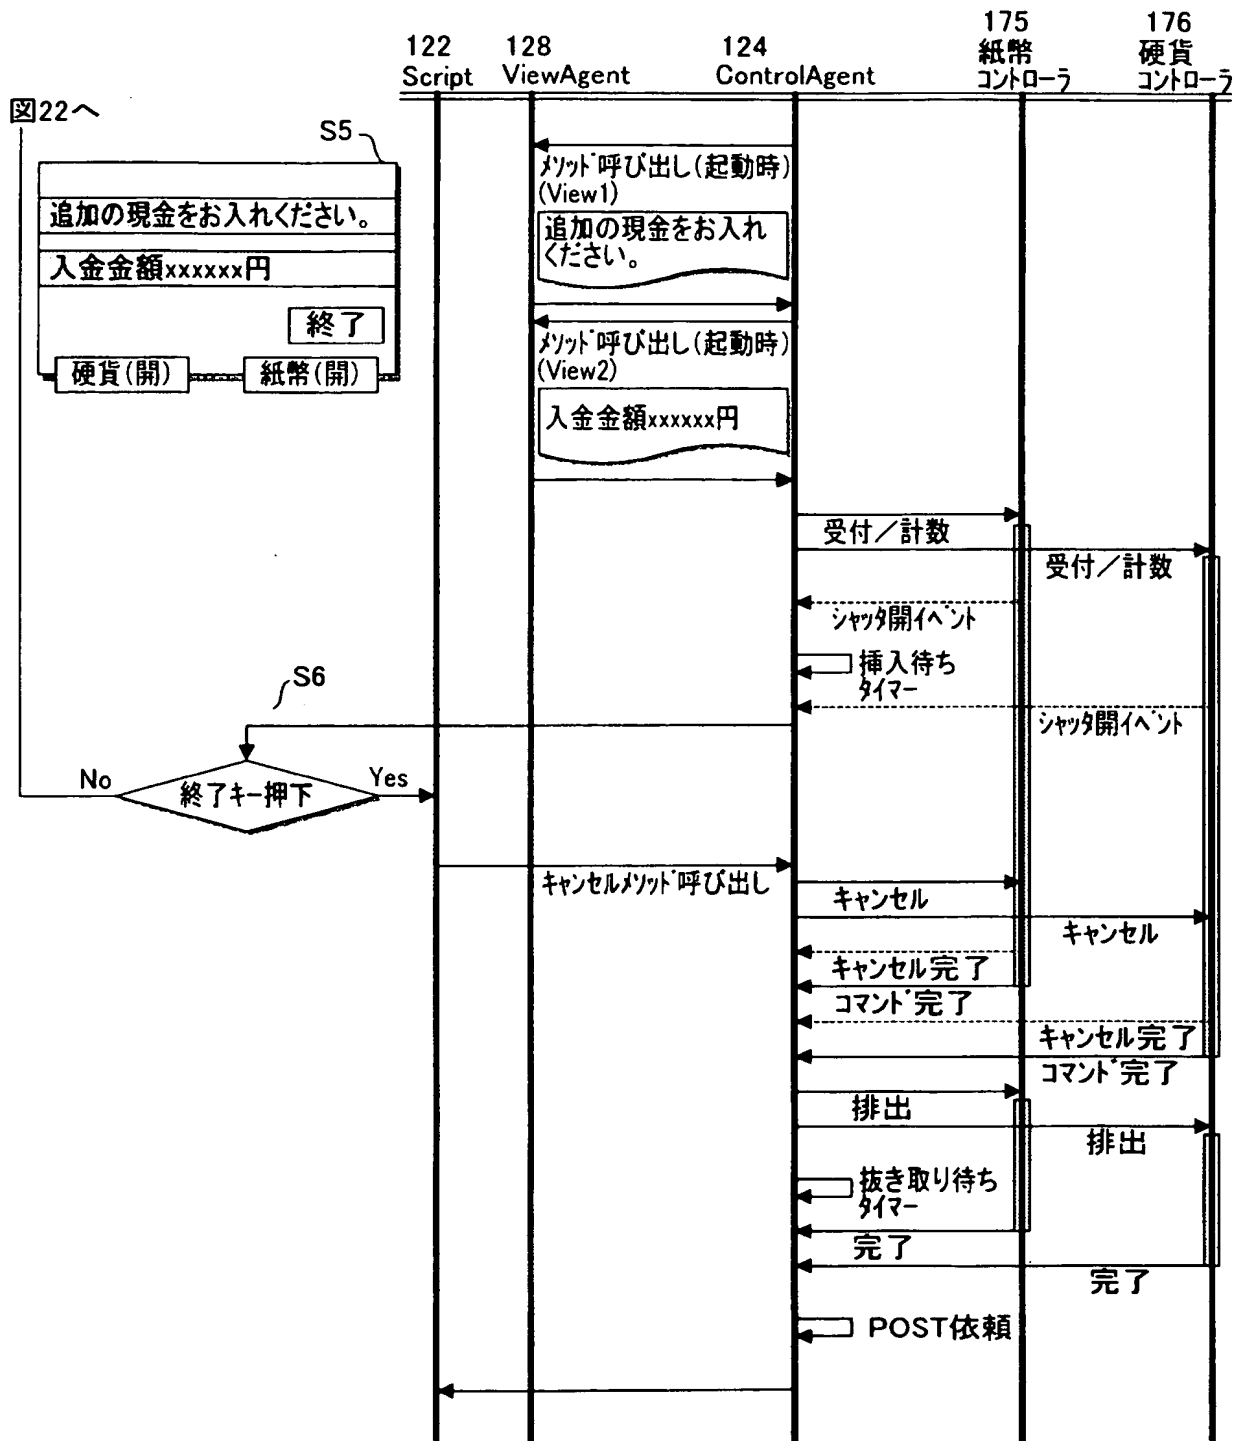 122
Script
128
ViewAgent
124
ControlAgent
175
紙幣
コントローラ
176
硬貨
コントローラ
図22へ
S5
追加の現金をお入れください。
入金金額xxxxxx円
終了
硬貨(開)
紙幣(開)
メソッド呼び出し(起動時)
(View1)
追加の現金をお入れ
ください。
メソッド呼び出し(起動時)
(View2)
入金金額xxxxxx円
受付／計数
受付／計数
シャッタ開イベント
挿入待ち
タイマー
シャッタ開イベント
S6
No
終了キー押下
Yes
キャンセルメソッド呼び出し
キャンセル
キャンセル
キャンセル完了
コマンド完了
キャンセル完了
コマンド完了
排出
排出
抜き取り待ち
タイマー
完了
完了
POST依頼